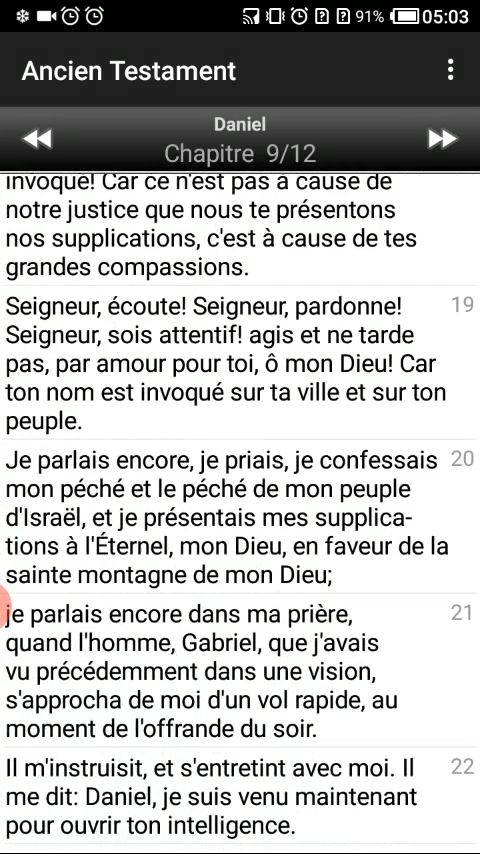 91% 05:03
Ancien Testament
Daniel
Chapitre 9/12
invoqué! Car ce n'est pas à cause de
notre justice que nous te présentons
nos supplications, c'est à cause de tes
grandes compassions.
Seigneur, écoute! Seigneur, pardonne! 19
Seigneur, sois attentif! agis et ne tarde
pas, par amour pour toi, ô mon Dieu! Car
ton nom est invoqué sur ta ville et sur ton
peuple.
Je parlais encore, je priais, je confessais 20
mon péché et le péché de mon peuple
d'Israël, et je présentais mes supplica-
tions à l'Éternel, mon Dieu, en faveur de la
sainte montagne de mon Dieu;
je parlais encore dans ma prière, 21
quand l'homme, Gabriel, que j'avais
vu précédemment dans une vision,
s'approcha de moi d'un vol rapide, au
moment de l'offrande du soir.
Il m'instruisit, et s'entretint avec moi. Il 22
me dit: Daniel, je suis venu maintenant
pour ouvrir ton intelligence.